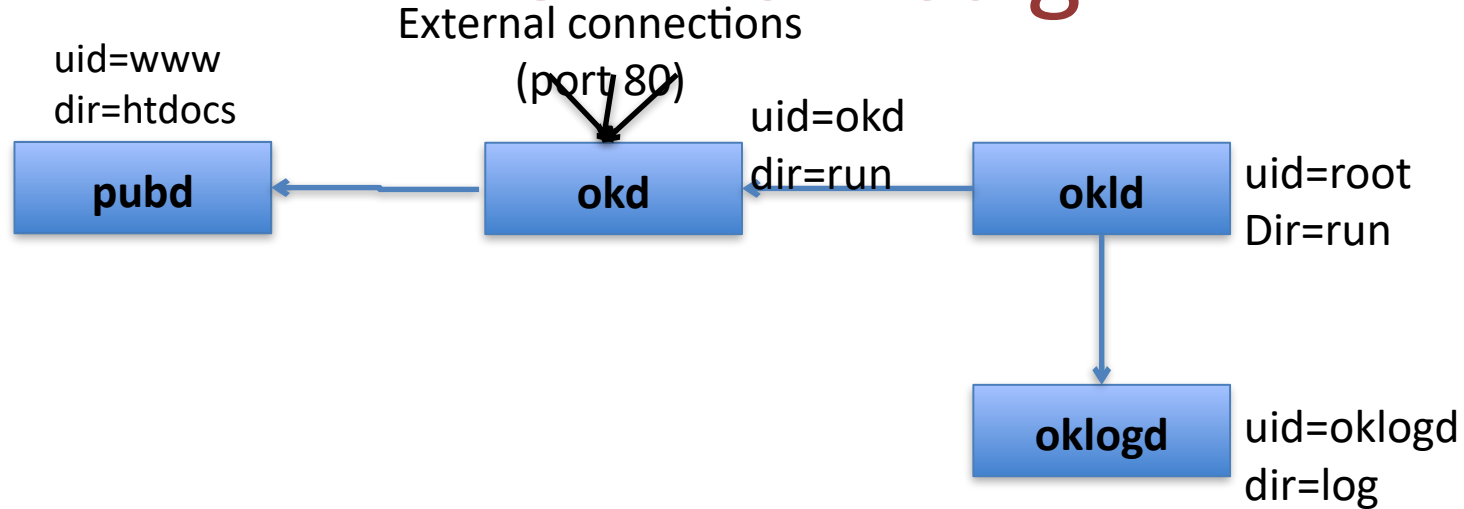 External connections
(port 80)
uid=www
dir=htdocs
pubd
okd
uid=okd
dir=run
okld
uid=root
Dir=run
oklogd
uid=oklogd
dir=log